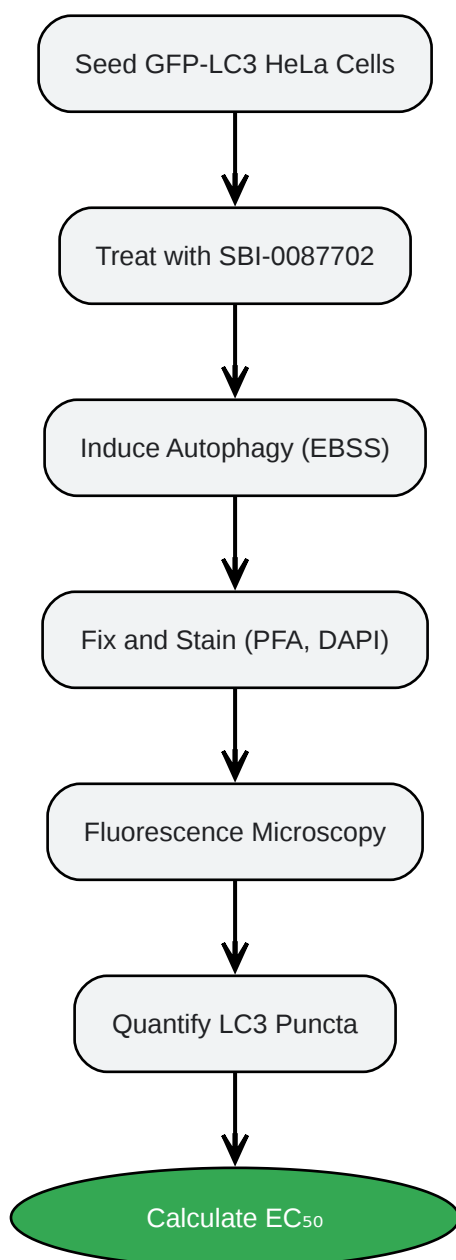 Seed GFP-LC3 HeLa Cells
Treat with SBI-0087702
Induce Autophagy (EBSS)
Fix and Stain (PFA, DAPI)
Fluorescence Microscopy
Quantify LC3 Puncta
Calculate EC₅₀